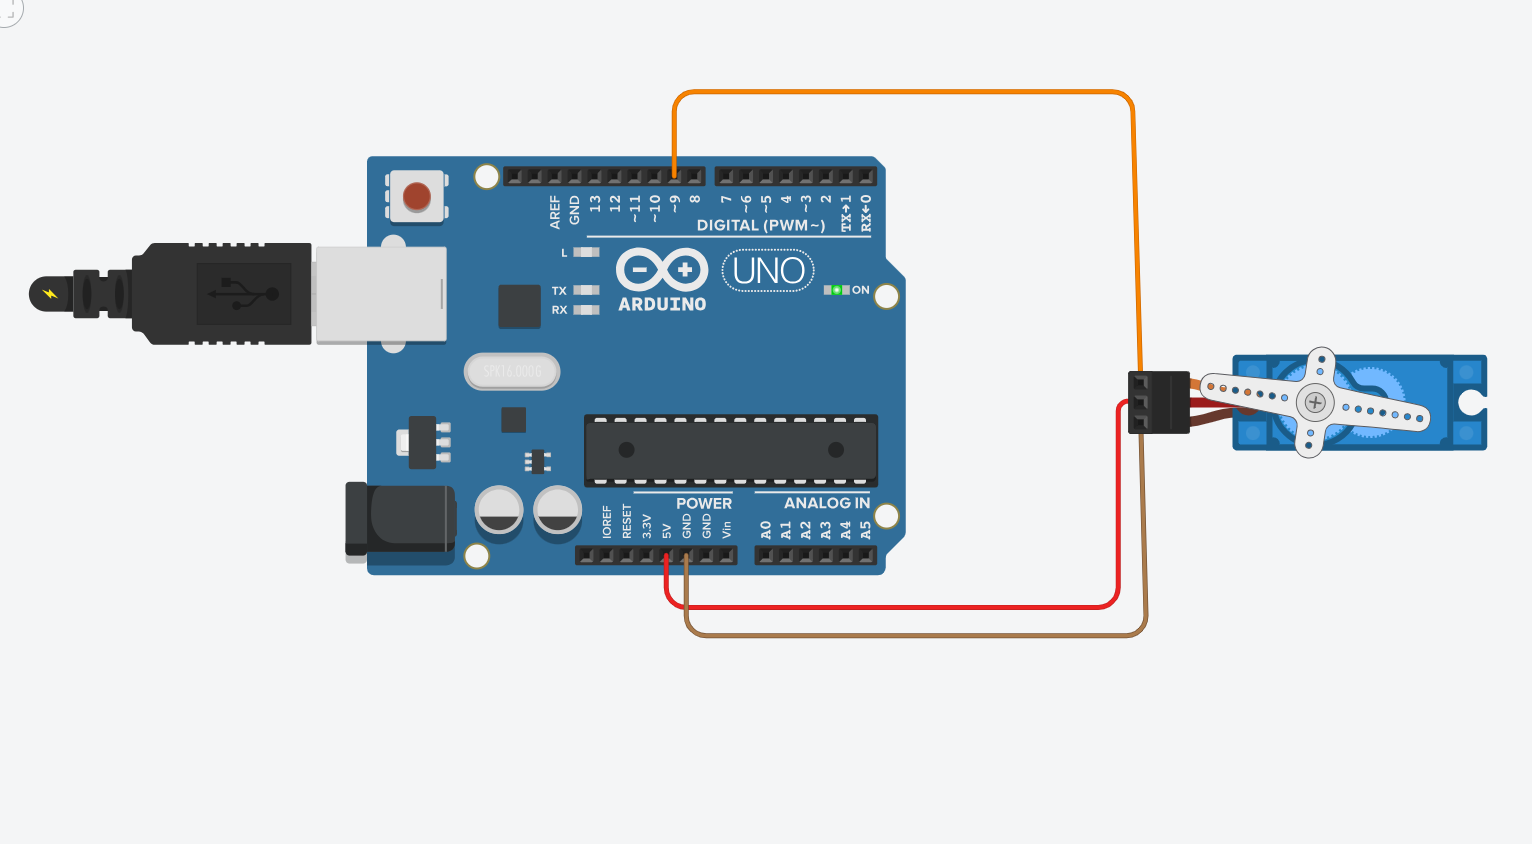 AREF
GND
13
12
~11
~10
~9
8
7
~6
~5
4
~3
2
TX→1
RX←0
DIGITAL (PWM ~)
L
TX
RX
ARDUINO
UNO
ON
SPK16.000G
POWER
ANALOG IN
IOREF
RESET
3.3V
5V
GND
GND
Vin
A0
A1
A2
A3
A4
A5